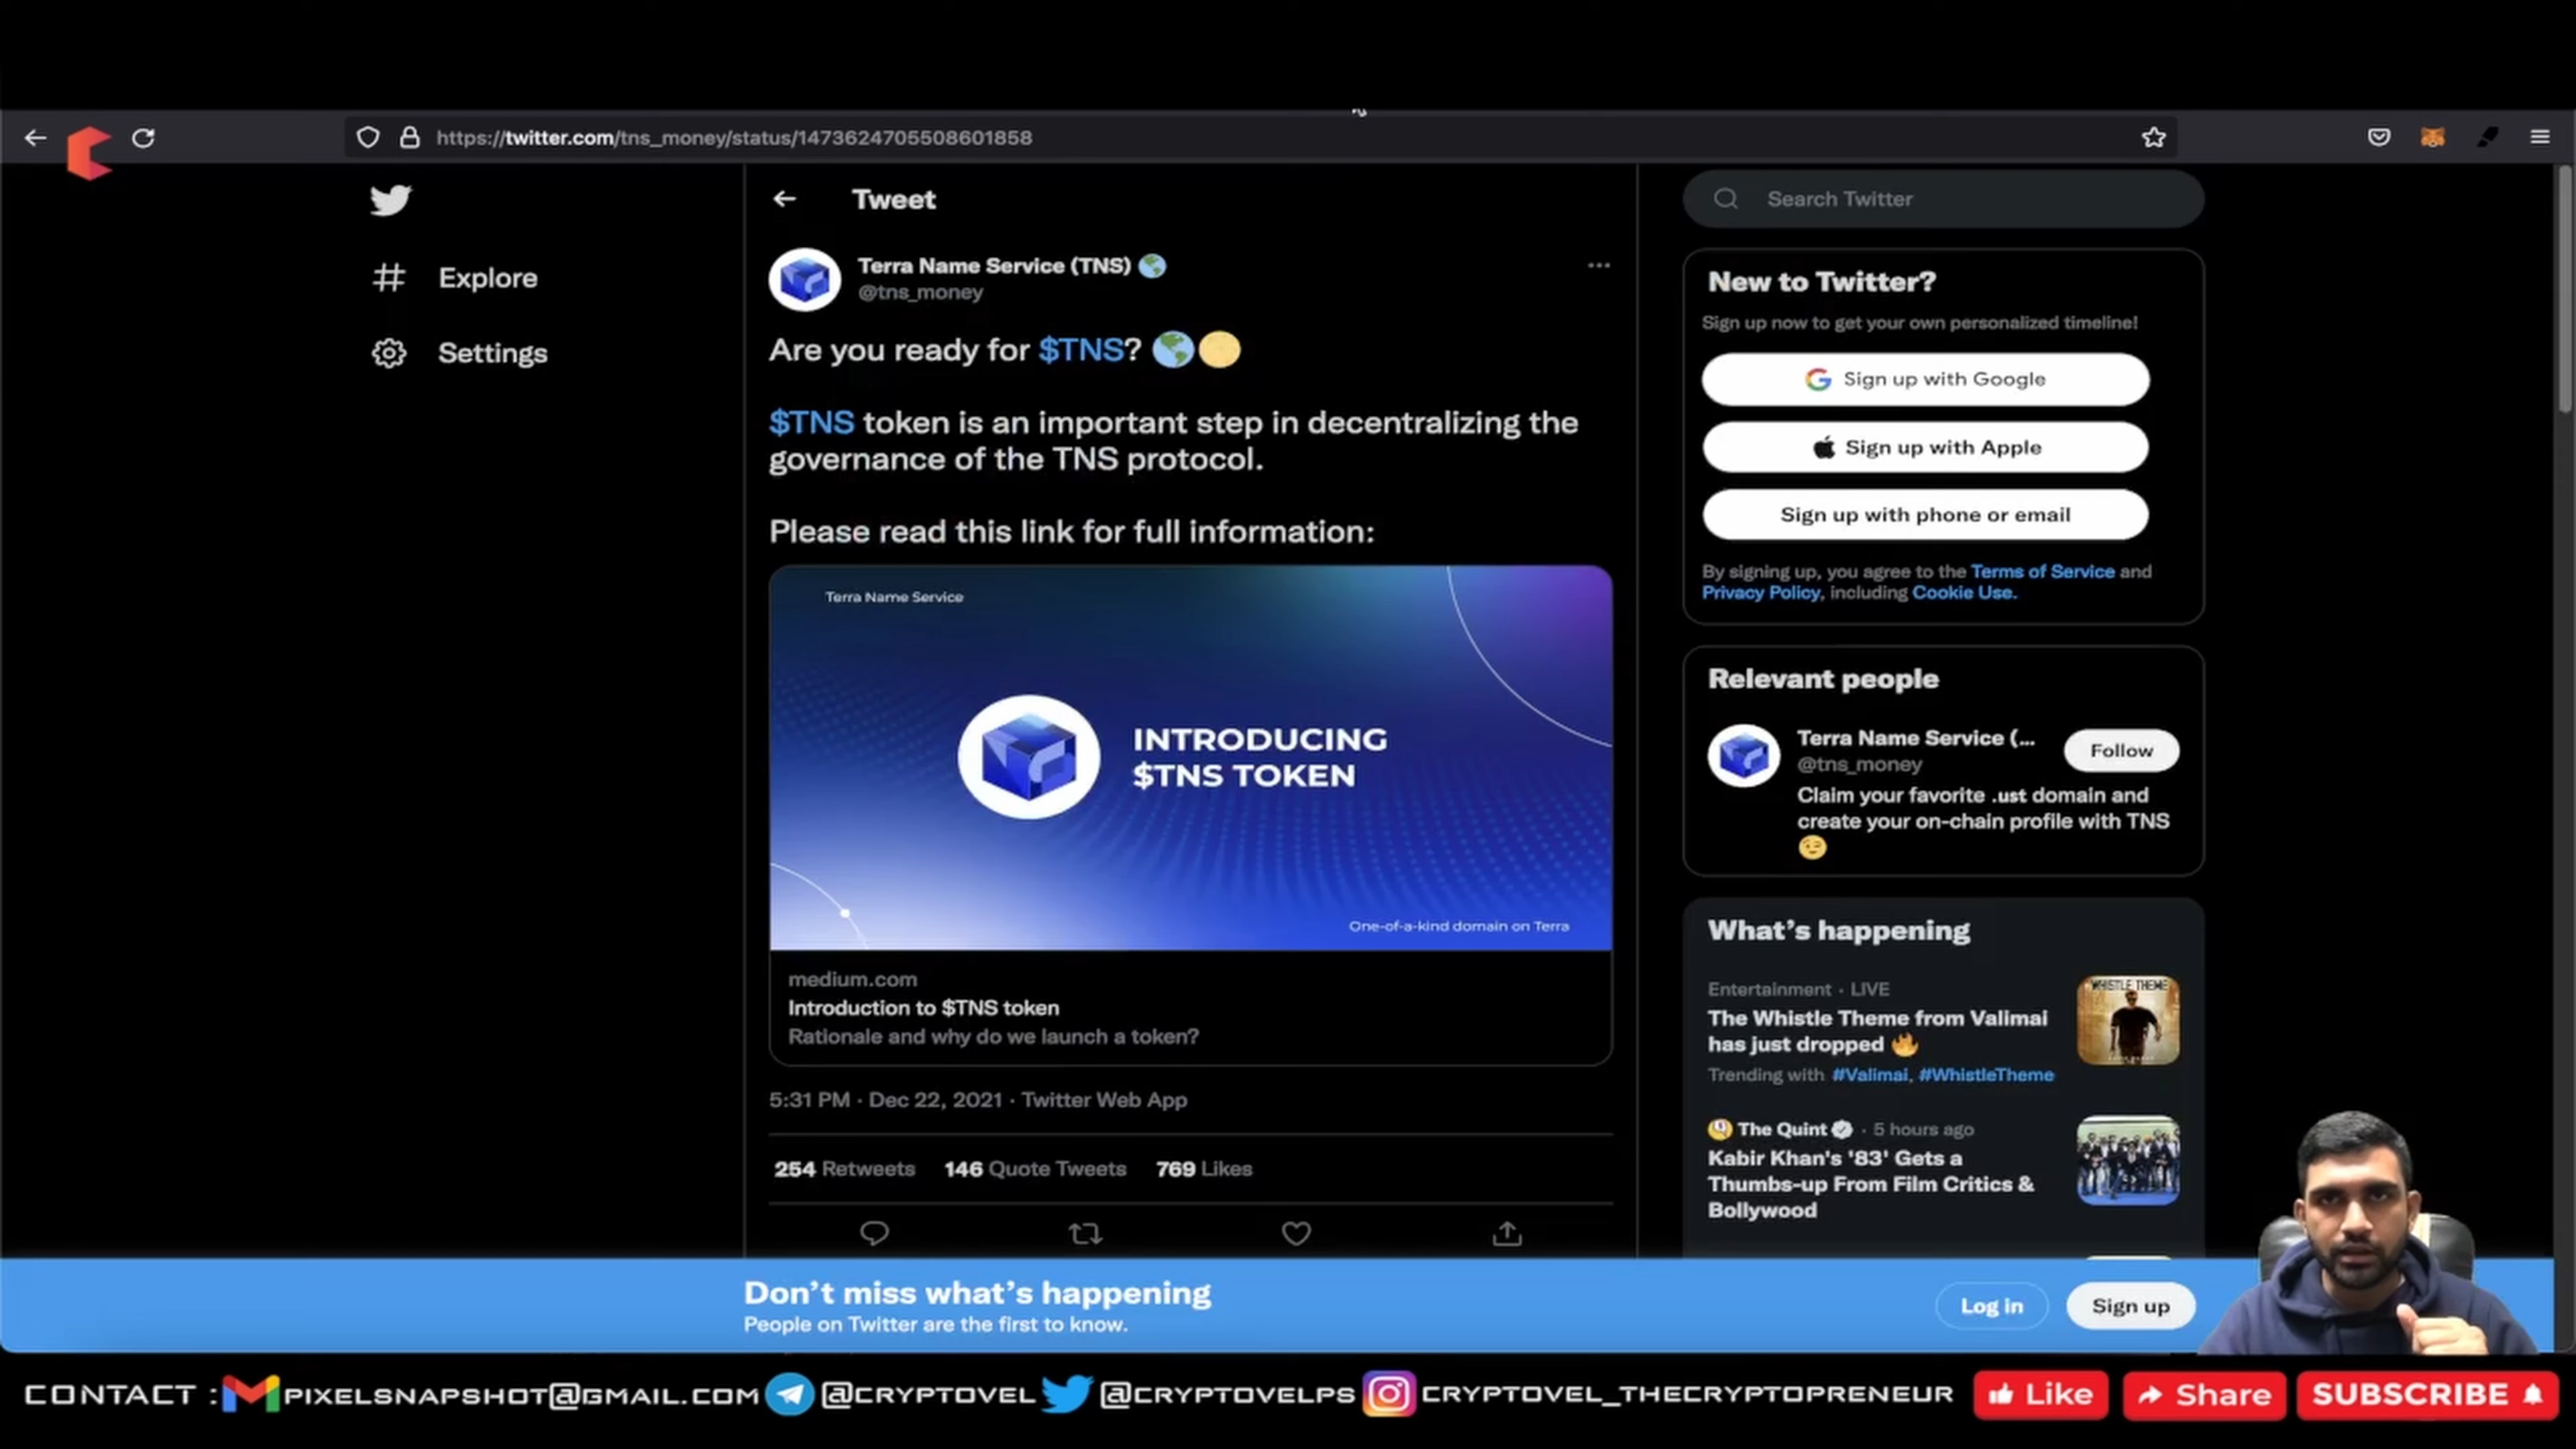 https://twitter.com/tns_money/status/1473624705508601858
Explore
Settings
Tweet
Terra Name Service (TNS)
@tns_money
Are you ready for $TNS?
$TNS token is an important step in decentralizing the
governance of the TNS protocol.
Please read this link for full information:
Terra Name Service
INTRODUCING
$TNS TOKEN
One-of-a-kind domain on Terra
medium.com
Introduction to $TNS token
Rationale and why do we launch a token?
5:31 PM · Dec 22, 2021 · Twitter Web App
254 Retweets 146 Quote Tweets 769 Likes
Search Twitter
New to Twitter?
Sign up now to get your own personalized timeline!
Sign up with Google
Sign up with Apple
Sign up with phone or email
By signing up, you agree to the Terms of Service and
Privacy Policy, including Cookie Use.
Relevant people
Terra Name Service (...
@tns_money
Follow
Claim your favorite .ust domain and
create your on-chain profile with TNS
What's happening
Entertainment · LIVE
The Whistle Theme from Valimai
has just dropped
Trending with #Valimai, #WhistleTheme
WHISTLE THEME
The Quint · 5 hours ago
Kabir Khan's '83' Gets a
Thumbs-up From Film Critics &
Bollywood
Don't miss what's happening
People on Twitter are the first to know.
Log in
Sign up
CONTACT : PIXELSNAPSHOT@GMAIL.COM @CRYPTOVEL @CRYPTOVELPS CRYPTOVEL_THECRYPTOPRENEUR Like Share SUBSCRIBE